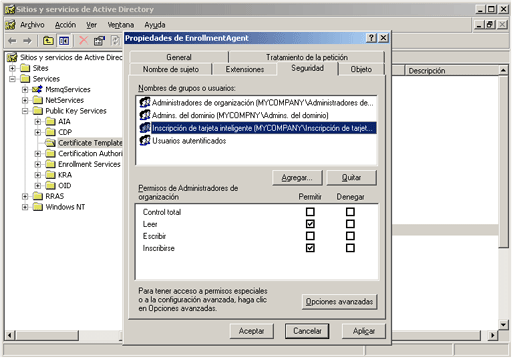 Sitios y servicios de Active Directory
Archivo Acción Ver Ventana Ayuda
Sitios y servicios de Active Direc
Sites
Services
MsmqServices
NetServices
Public Key Services
AIA
CDP
Certificate Template
Certification Authori
Enrollment Services
KRA
OID
RRAS
Windows NT
Descripción
Propiedades de EnrollmentAgent
General Tratamiento de la petición
Nombre de sujeto Extensiones Seguridad Objeto
Nombres de grupos o usuarios:
Administradores de organización (MYCOMPANY\Administradores de...
Admins. del dominio (MYCOMPNY\Admins. del dominio)
Inscripción de tarjeta inteligente (MYCOMPANY\Inscripción de tarjet...
Usuarios autentificados
Agregar... Quitar
Permisos de Administradores de organización Permitir Denegar
Control total
Leer
Escribir
Inscribirse
Para tener acceso a permisos especiales
o a la configuración avanzada, haga clic
en Opciones avanzadas.
Opciones avanzadas
Aceptar Cancelar Aplicar